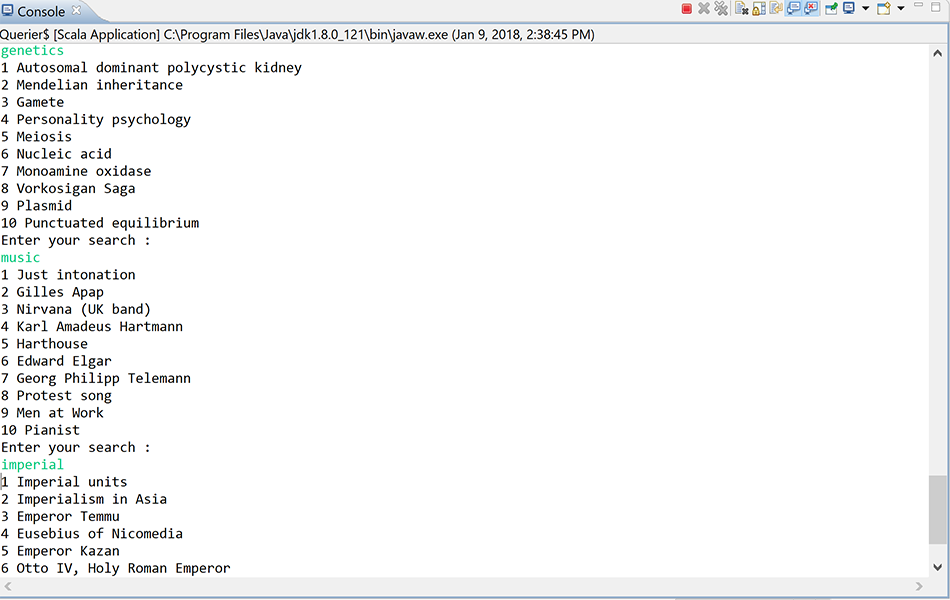 Console
Querier$ [Scala Application] C:\Program Files\Java\jdk1.8.0_121\bin\javaw.exe (Jan 9, 2018, 2:38:45 PM)
genetics
1 Autosomal dominant polycystic kidney
2 Mendelian inheritance
3 Gamete
4 Personality psychology
5 Meiosis
6 Nucleic acid
7 Monoamine oxidase
8 Vorkosigan Saga
9 Plasmid
10 Punctuated equilibrium
Enter your search :
music
1 Just intonation
2 Gilles Apap
3 Nirvana (UK band)
4 Karl Amadeus Hartmann
5 Harthouse
6 Edward Elgar
7 Georg Philipp Telemann
8 Protest song
9 Men at Work
10 Pianist
Enter your search :
imperial
1 Imperial units
2 Imperialism in Asia
3 Emperor Temmu
4 Eusebius of Nicomedia
5 Emperor Kazan
6 Otto IV, Holy Roman Emperor